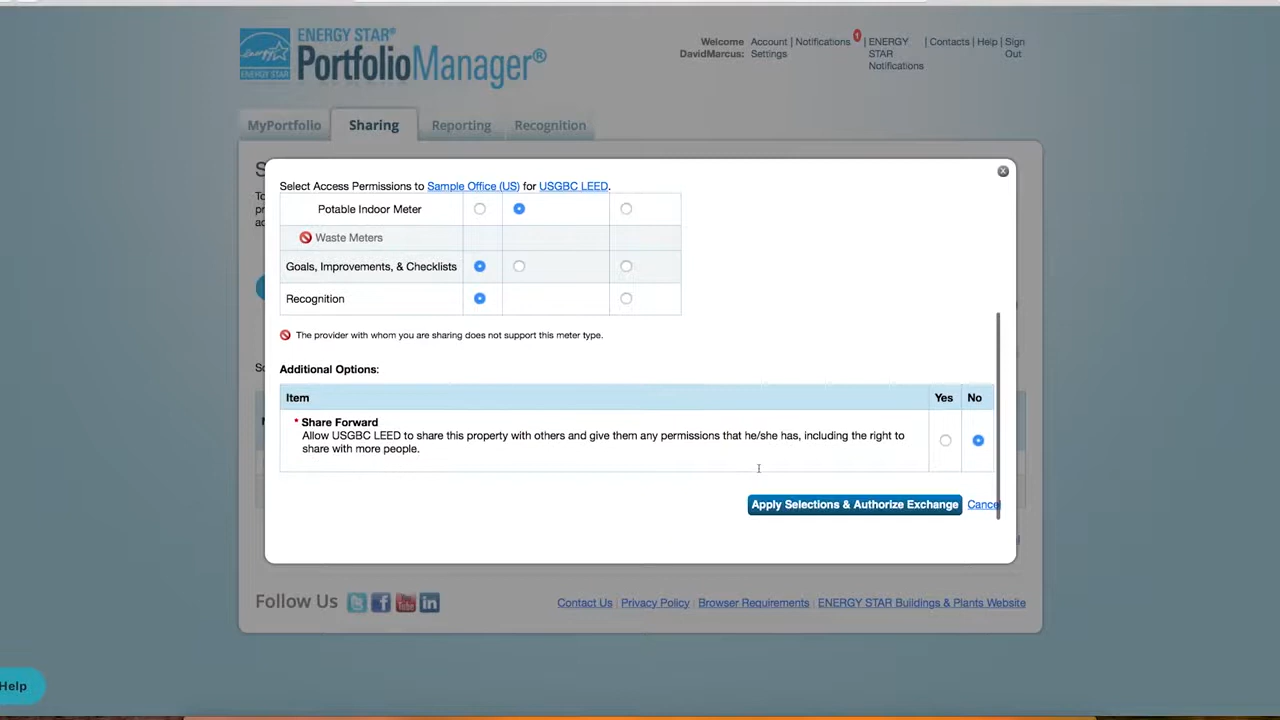 ENERGY STAR®
PortfolioManager®
ENERGY STAR
Welcome DavidMarcus:
Account Settings | Notifications 1 | ENERGY STAR Notifications | Contacts | Help | Sign Out
MyPortfolio Sharing Reporting Recognition
Select Access Permissions to Sample Office (US) for USGBC LEED.
Potable Indoor Meter
Waste Meters
Goals, Improvements, & Checklists
Recognition
The provider with whom you are sharing does not support this meter type.
Additional Options:
Item Yes No
* Share Forward
Allow USGBC LEED to share this property with others and give them any permissions that he/she has, including the right to
share with more people.
Apply Selections & Authorize Exchange Cancel
Follow Us
Contact Us | Privacy Policy | Browser Requirements | ENERGY STAR Buildings & Plants Website
Help